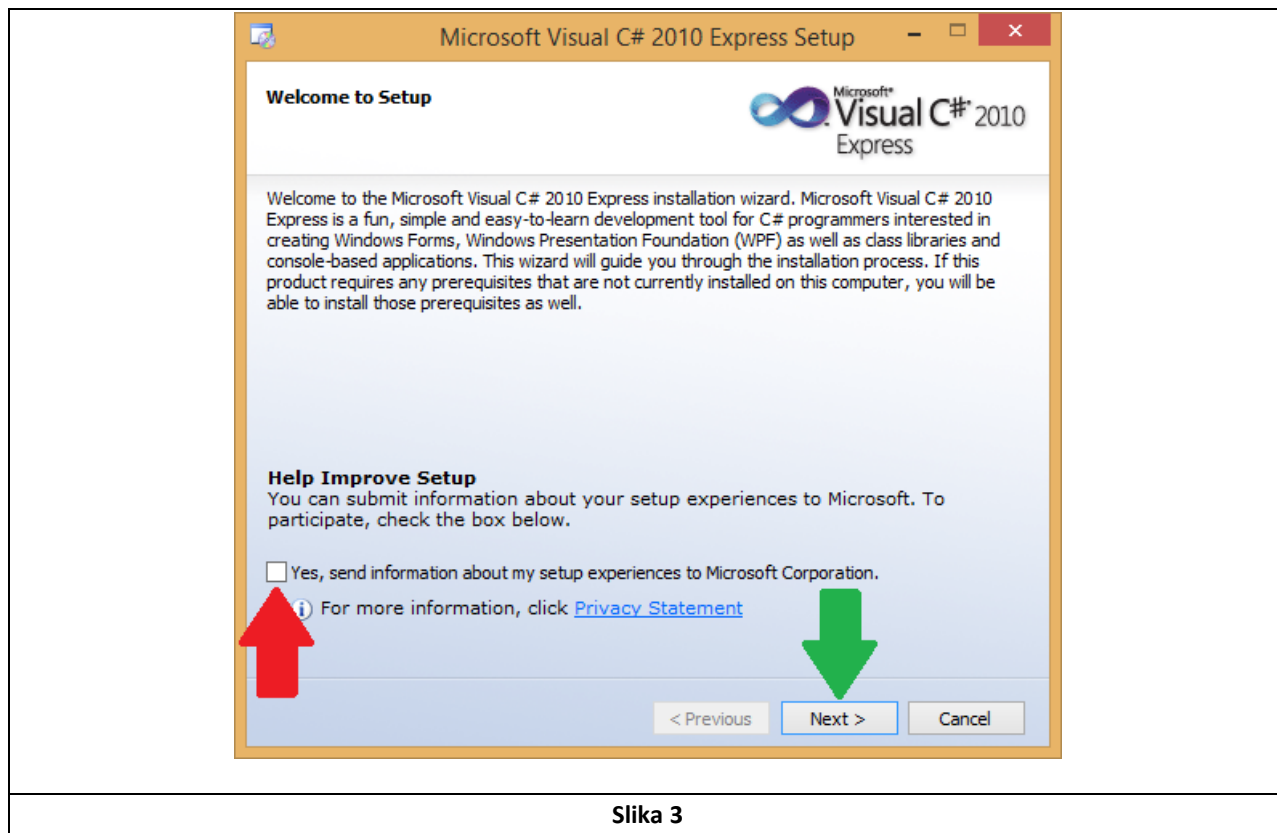 Microsoft Visual C# 2010 Express Setup
Welcome to Setup
Microsoft®
Visual C#® 2010
Express
Welcome to the Microsoft Visual C# 2010 Express installation wizard. Microsoft Visual C# 2010
Express is a fun, simple and easy-to-learn development tool for C# programmers interested in
creating Windows Forms, Windows Presentation Foundation (WPF) as well as class libraries and
console-based applications. This wizard will guide you through the installation process. If this
product requires any prerequisites that are not currently installed on this computer, you will be
able to install those prerequisites as well.
Help Improve Setup
You can submit information about your setup experiences to Microsoft. To
participate, check the box below.
Yes, send information about my setup experiences to Microsoft Corporation.
For more information, click Privacy Statement
< Previous Next > Cancel
Slika 3